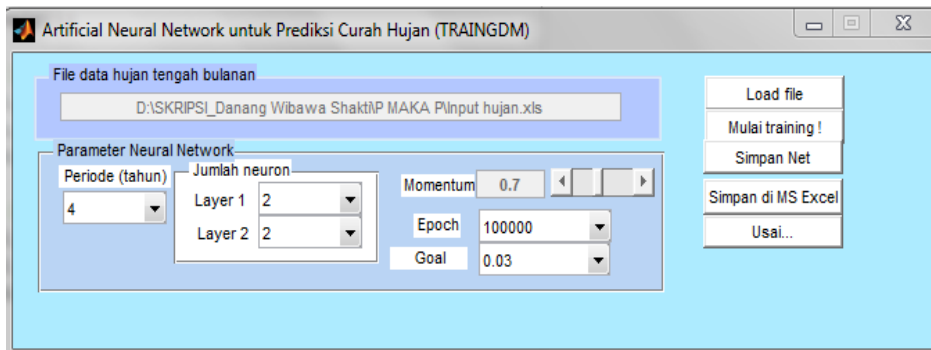 Artificial Neural Network untuk Prediksi Curah Hujan (TRAINGDM)
File data hujan tengah bulanan
D:\SKRIPSI_Danang Wibawa Shakti\P MAKA P\Input hujan.xls
Parameter Neural Network
Periode (tahun)
4
Jumlah neuron
Layer 1 2
Layer 2 2
Momentum 0.7
Epoch 100000
Goal 0.03
Load file
Mulai training !
Simpan Net
Simpan di MS Excel
Usai...